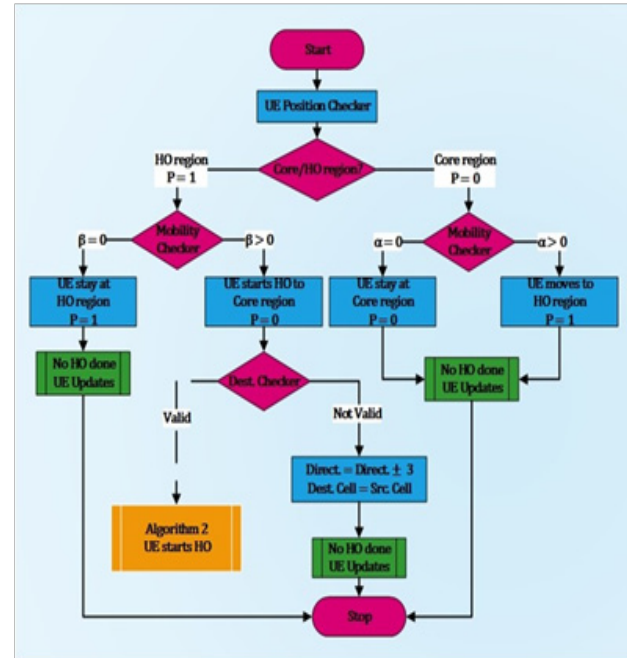 Start
UE Position Checker
HO region
P = 1
Core/HO region?
Core region
P = 0
β = 0
Mobility
Checker
β > 0
α = 0
Mobility
Checker
α > 0
UE stay at
HO region
P = 1
UE starts HO to
Core region
P = 0
UE stay at
Core region
P = 0
UE moves to
HO region
P = 1
No HO done
UE Updates
Dest. Checker
No HO done
UE Updates
Valid
Not Valid
Direct. = Direct. ± 3
Dest. Cell = Src. Cell
Algorithm 2
UE starts HO
No HO done
UE Updates
Stop